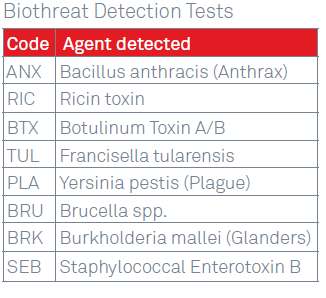 Biothreat Detection Tests
Code Agent detected
ANX Bacillus anthracis (Anthrax)
RIC Ricin toxin
BTX Botulinum Toxin A/B
TUL Francisella tularensis
PLA Yersinia pestis (Plague)
BRU Brucella spp.
BRK Burkholderia mallei (Glanders)
SEB Staphylococcal Enterotoxin B